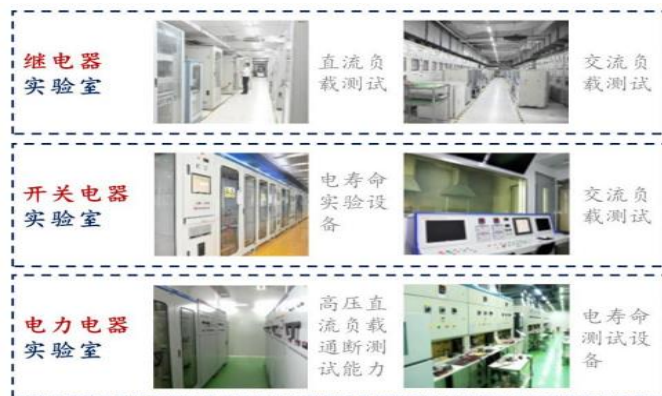 继电器
实验室
直流负
载测试
交流负
载测试
开关电器
实验室
电寿命
实验设
备
交流负
载测试
电力电器
实验室
高压直
流负载
通断测
试能力
电寿命
测试设
备